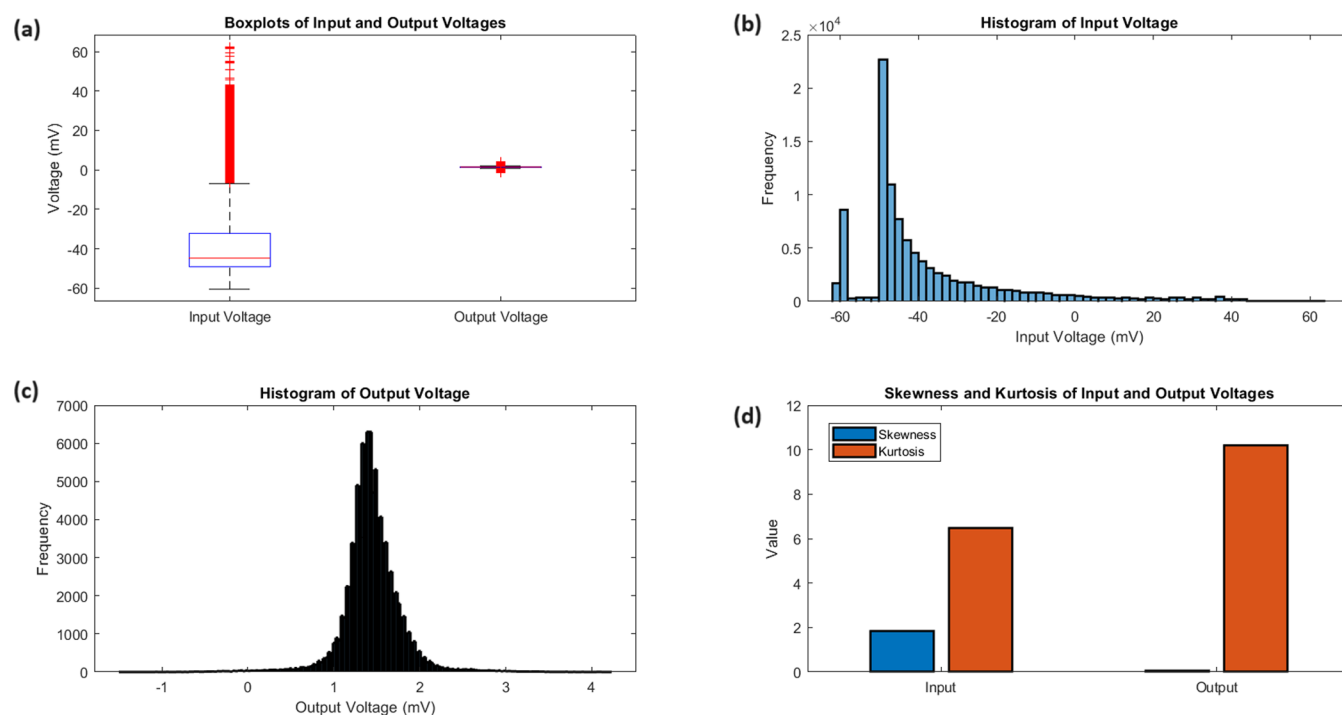 (a)
Boxplots of Input and Output Voltages
60
40
20
0
-20
-40
-60
Voltage (mV)
Input Voltage
Output Voltage
(b)
Histogram of Input Voltage
×10⁴
2.5
2
1.5
1
0.5
0
Frequency
-60
-40
-20
0
20
40
60
Input Voltage (mV)
(c)
Histogram of Output Voltage
7000
6000
5000
4000
3000
2000
1000
0
Frequency
-1
0
1
2
3
4
Output Voltage (mV)
(d)
Skewness and Kurtosis of Input and Output Voltages
12
10
8
6
4
2
0
Value
Skewness
Kurtosis
Input
Output